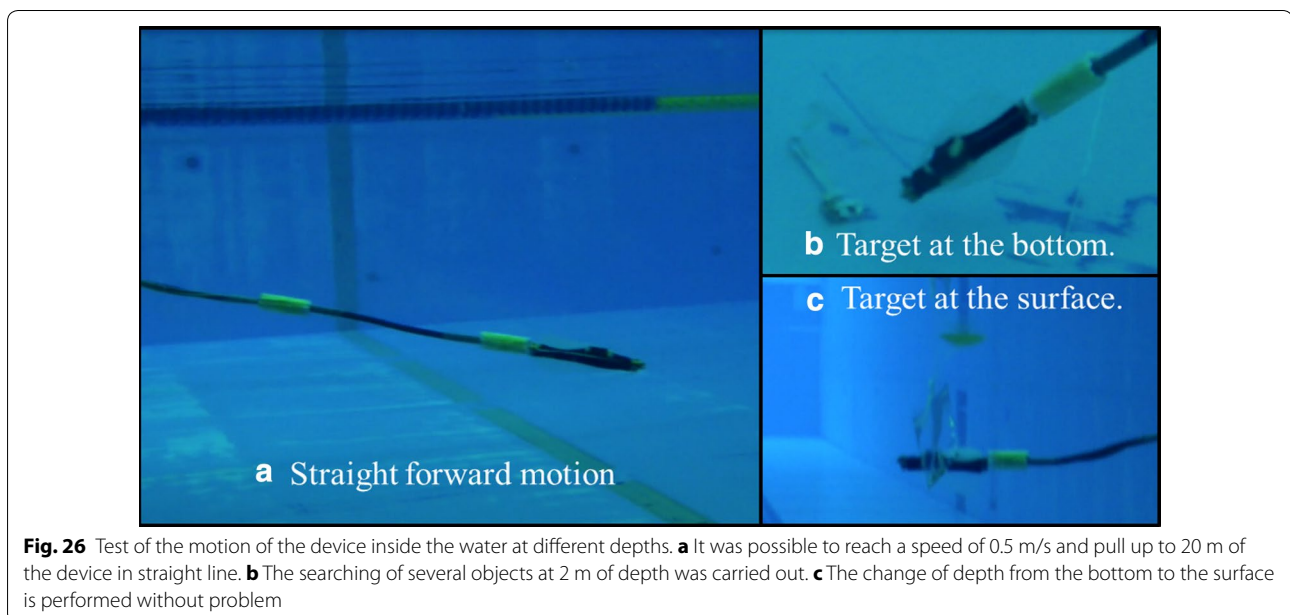 a Straight forward motion
b Target at the bottom.
c Target at the surface.
Fig. 26 Test of the motion of the device inside the water at different depths. a It was possible to reach a speed of 0.5 m/s and pull up to 20 m of
the device in straight line. b The searching of several objects at 2 m of depth was carried out. c The change of depth from the bottom to the surface
is performed without problem